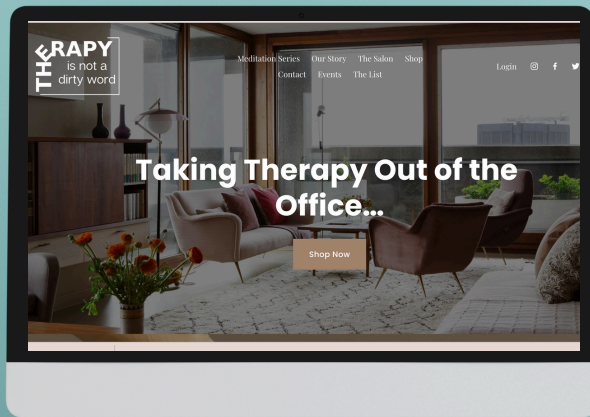 THERAPY
is not a
dirty word
Meditation Series Our Story The Salon Shop
Contact Events The List
Login
Taking Therapy Out of the
Office...
Shop Now